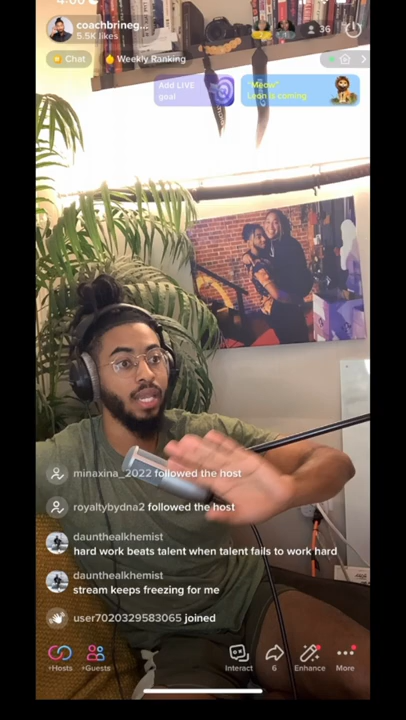 coachbrineg...
5.5K likes
36
Chat
Weekly Ranking
Add LIVE
goal
"Meow"
Leon is coming
minaxina_2022 followed the host
royaltybydna2 followed the host
daunthealkhemist
hard work beats talent when talent fails to work hard
daunthealkhemist
stream keeps freezing for me
user7020329583065 joined
+Hosts
+Guests
Interact
6
Enhance
More